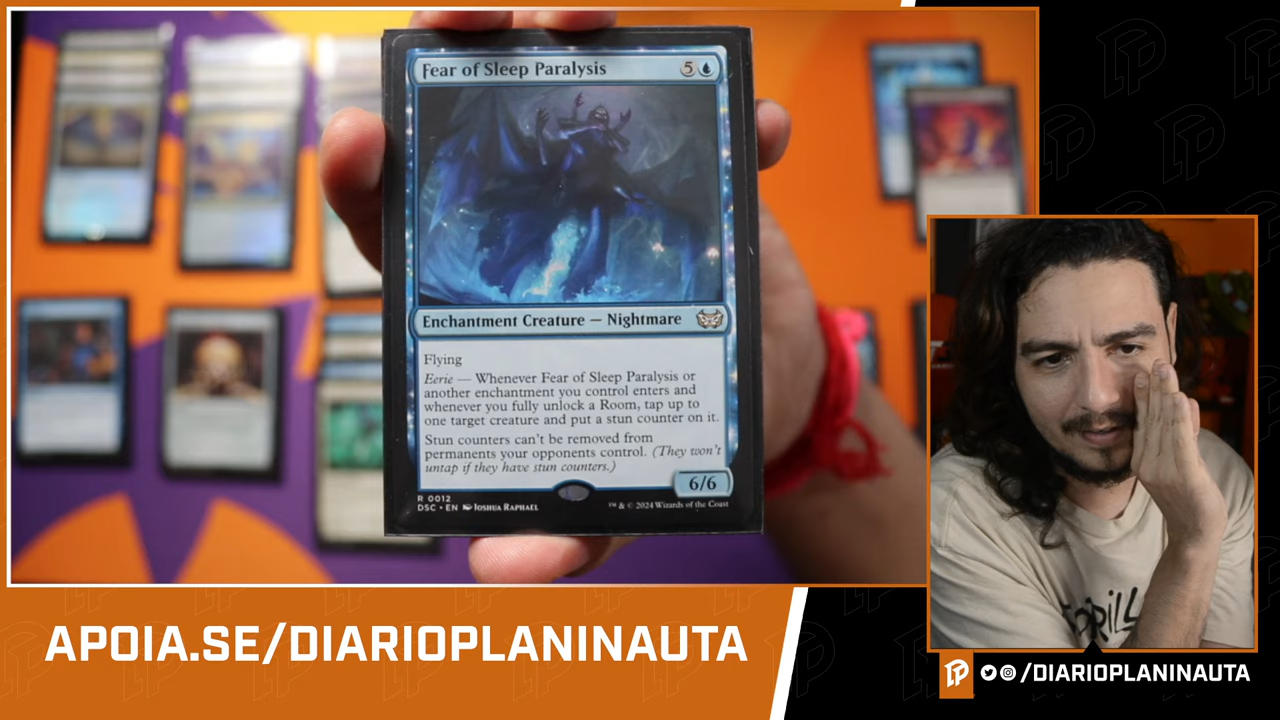 Fear of Sleep Paralysis 5
Enchantment Creature — Nightmare
Flying
Eerie — Whenever Fear of Sleep Paralysis or
another enchantment you control enters and
whenever you fully unlock a Room, tap up to
one target creature and put a stun counter on it.
Stun counters can't be removed from
permanents your opponents control. (They won't
untap if they have stun counters.)
6/6
R 0012
DSC • EN JOSHUA RAPHAEL
™ & © 2024 Wizards of the Coast
APOIA.SE/DIARIOPLANINAUTA
/DIARIOPLANINAUTA